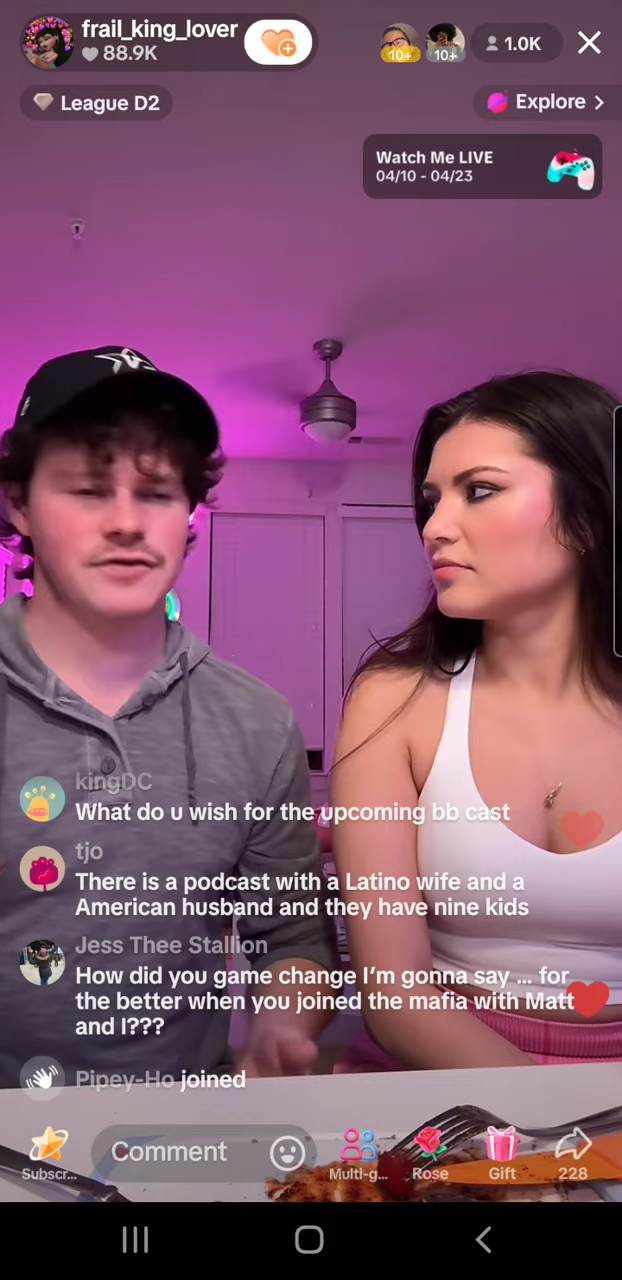 frail_king_lover
88.9K
10+
10+
1.0K
League D2
Explore
Watch Me LIVE
04/10 - 04/23
kingDC
What do u wish for the upcoming bb cast
tjo
There is a podcast with a Latino wife and a
American husband and they have nine kids
Jess Thee Stallion
How did you game change I'm gonna say ... for
the better when you joined the mafia with Matt
and I???
Pipey-Ho joined
Comment
Subscr...
Multi-g...
Rose
Gift
228